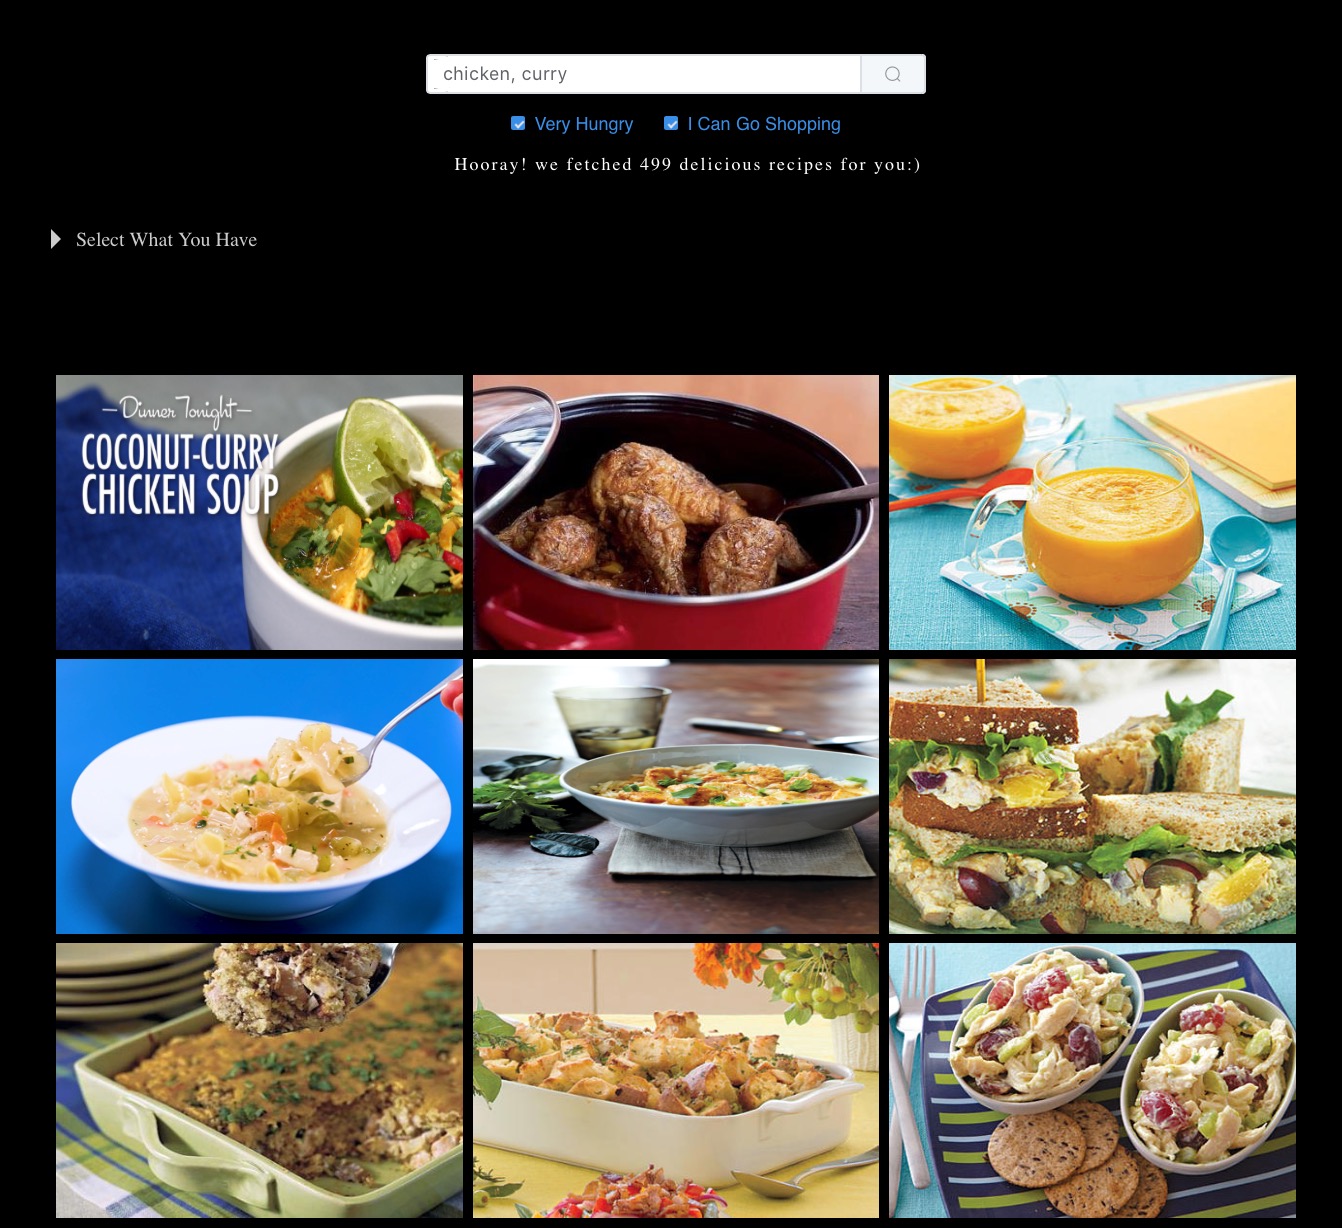 chicken, curry
Very Hungry
I Can Go Shopping
Hooray! we fetched 499 delicious recipes for you:)
Select What You Have
Dinner Tonight
COCONUT-CURRY
CHICKEN SOUP